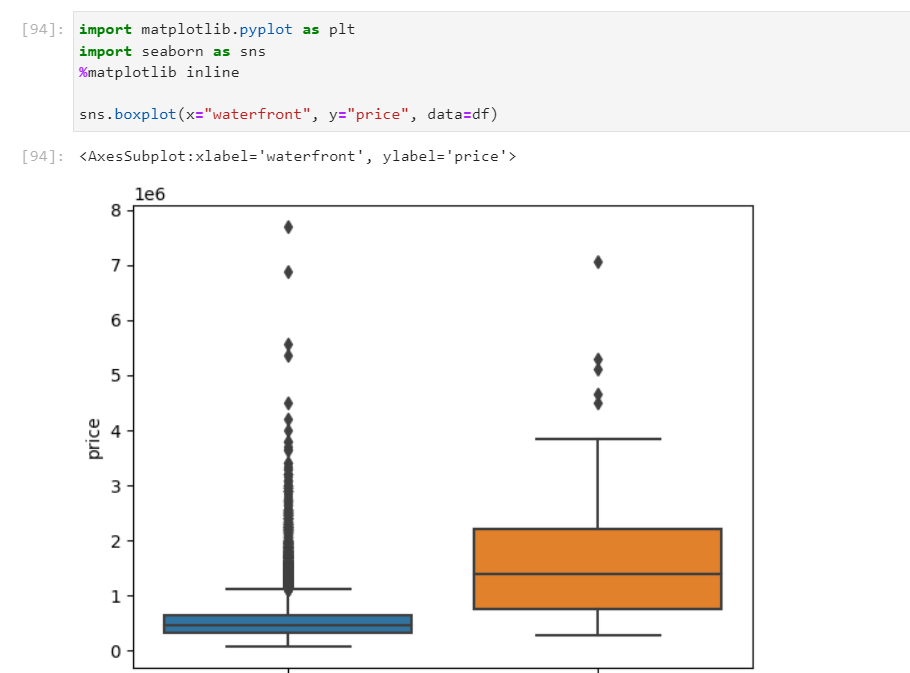 [94]: import matplotlib.pyplot as plt
import seaborn as sns
%matplotlib inline
sns.boxplot(x="waterfront", y="price", data=df)
[94]: <AxesSubplot:xlabel='waterfront', ylabel='price'>
1e6
8
7
6
5
4
3
2
1
0
price